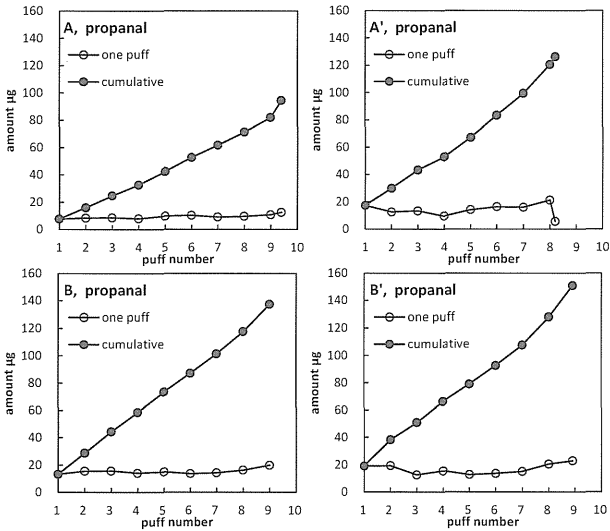 A, propanal
one puff
cumulative
160
140
120
100
80
60
40
20
0
amount µg
1 2 3 4 5 6 7 8 9 10
puff number
A', propanal
one puff
cumulative
160
140
120
100
80
60
40
20
0
amount µg
1 2 3 4 5 6 7 8 9 10
puff number
B, propanal
one puff
cumulative
160
140
120
100
80
60
40
20
0
amount µg
1 2 3 4 5 6 7 8 9 10
puff number
B', propanal
one puff
cumulative
160
140
120
100
80
60
40
20
0
amount µg
1 2 3 4 5 6 7 8 9 10
puff number